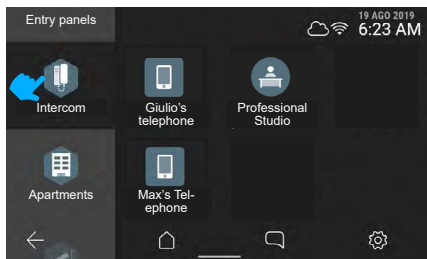 Entry panels
19 AGO 2019
6:23 AM
Intercom
Giulio's
telephone
Professional
Studio
Apartments
Max's Tel-
ephone